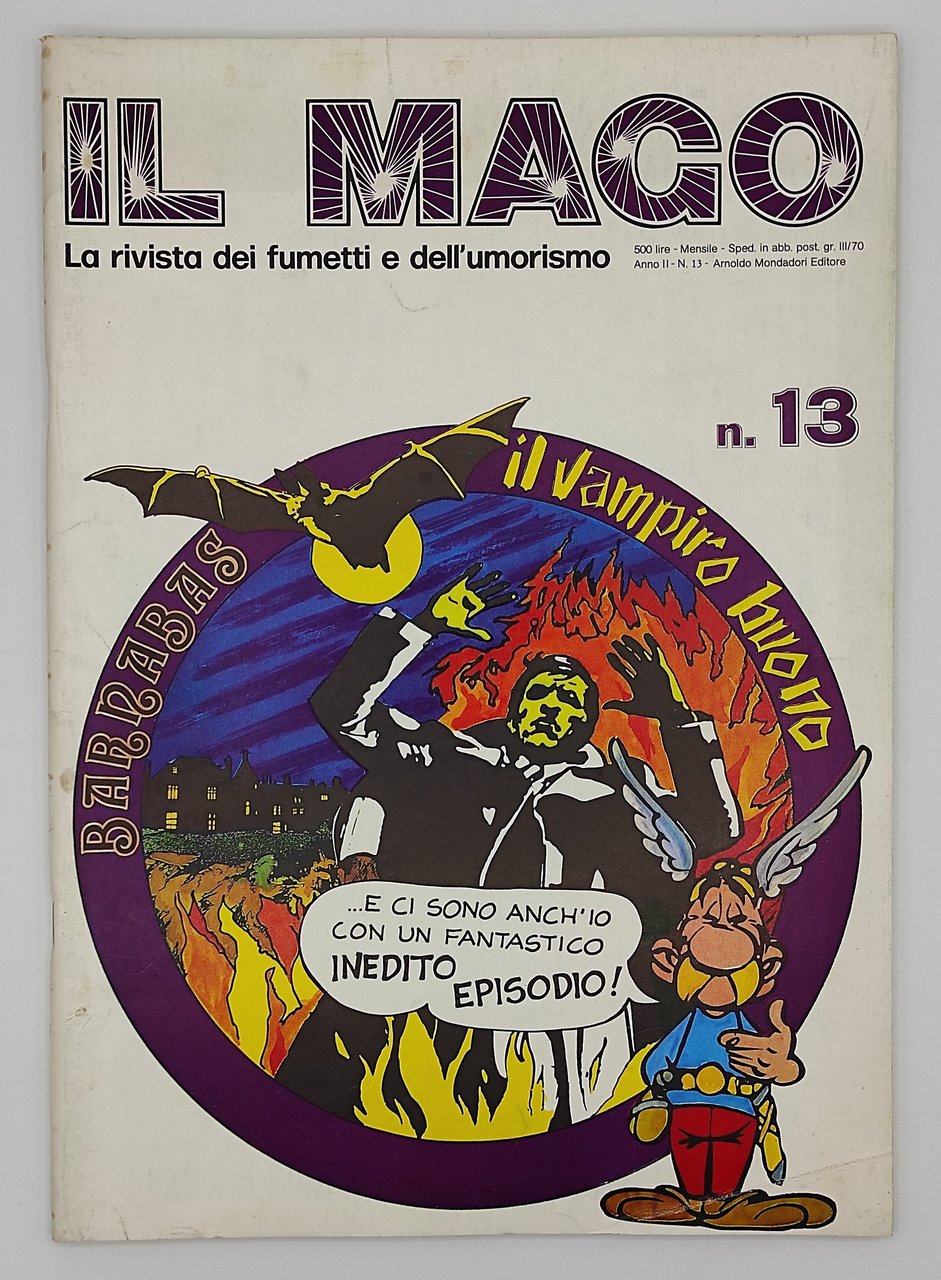 IL MAGO
La rivista dei fumetti e dell'umorismo
500 lire - Mensile - Sped. in abb. post. gr. III/70
Anno II - N. 13 - Arnoldo Mondadori Editore
n. 13
BARNABAS
il vampiro buono
...E CI SONO ANCH'IO
CON UN FANTASTICO
INEDITO
EPISODIO!